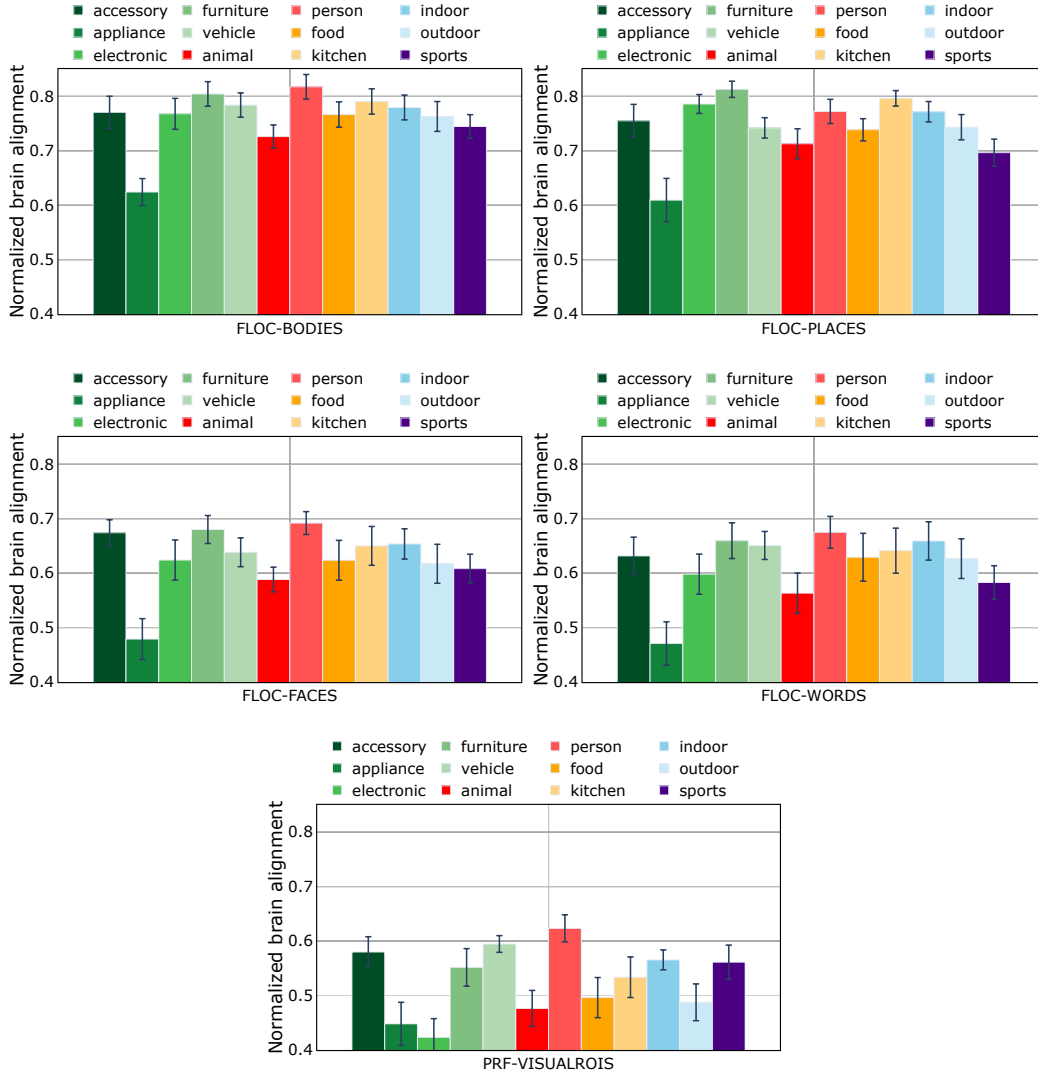 accessory furniture person indoor
appliance vehicle food outdoor
electronic animal kitchen sports
Normalized brain alignment
0.8
0.7
0.6
0.5
0.4
FLOC-BODIES
accessory furniture person indoor
appliance vehicle food outdoor
electronic animal kitchen sports
Normalized brain alignment
0.8
0.7
0.6
0.5
0.4
FLOC-PLACES
accessory furniture person indoor
appliance vehicle food outdoor
electronic animal kitchen sports
Normalized brain alignment
0.8
0.7
0.6
0.5
0.4
FLOC-FACES
accessory furniture person indoor
appliance vehicle food outdoor
electronic animal kitchen sports
Normalized brain alignment
0.8
0.7
0.6
0.5
0.4
FLOC-WORDS
accessory furniture person indoor
appliance vehicle food outdoor
electronic animal kitchen sports
Normalized brain alignment
0.8
0.7
0.6
0.5
0.4
PRF-VISUALROIS